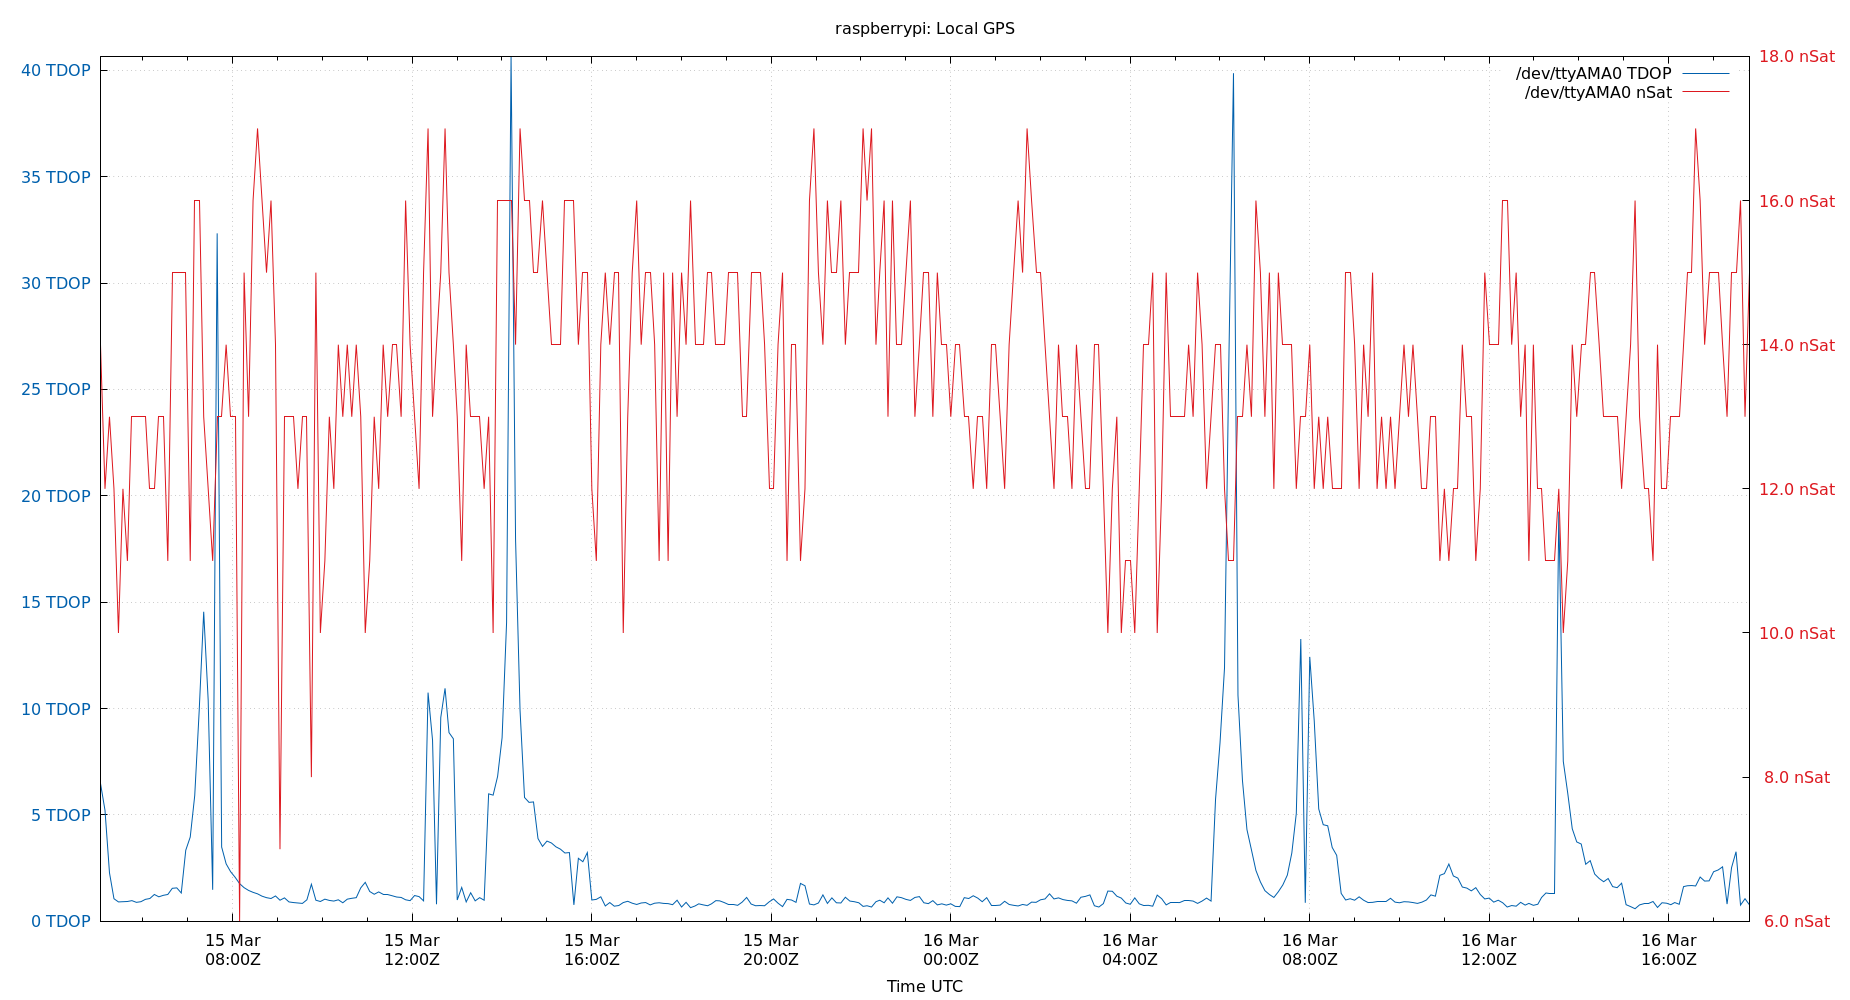 raspberrypi: Local GPS
/dev/ttyAMA0 TDOP
/dev/ttyAMA0 nSat
40 TDOP
35 TDOP
30 TDOP
25 TDOP
20 TDOP
15 TDOP
10 TDOP
5 TDOP
0 TDOP
18.0 nSat
16.0 nSat
14.0 nSat
12.0 nSat
10.0 nSat
8.0 nSat
6.0 nSat
15 Mar
08:00Z
15 Mar
12:00Z
15 Mar
16:00Z
15 Mar
20:00Z
16 Mar
00:00Z
16 Mar
04:00Z
16 Mar
08:00Z
16 Mar
12:00Z
16 Mar
16:00Z
Time UTC